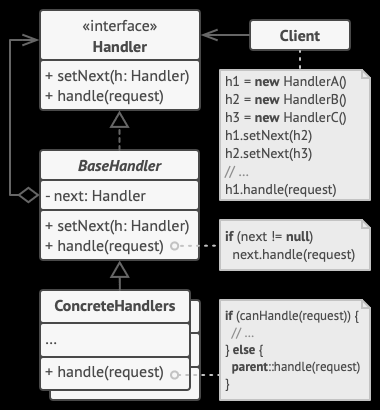 «interface»
Handler
+ setNext(h: Handler)
+ handle(request)
Client
h1 = new HandlerA()
h2 = new HandlerB()
h3 = new HandlerC()
h1.setNext(h2)
h2.setNext(h3)
// ...
h1.handle(request)
BaseHandler
- next: Handler
+ setNext(h: Handler)
+ handle(request)
if (next != null)
next.handle(request)
ConcreteHandlers
...
+ handle(request)
if (canHandle(request)) {
// ...
} else {
parent::handle(request)
}